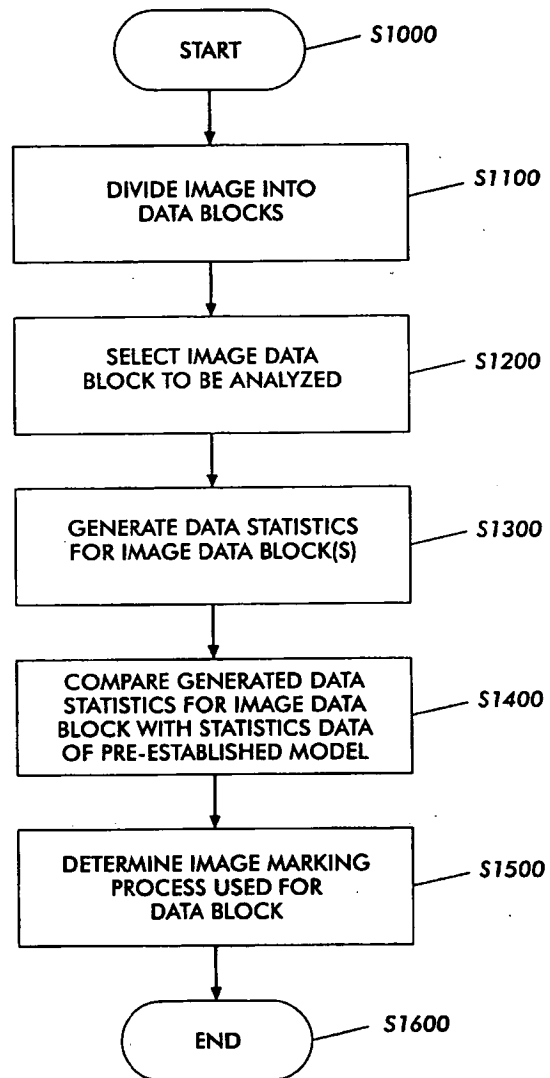 START
S1000
DIVIDE IMAGE INTO
DATA BLOCKS
S1100
SELECT IMAGE DATA
BLOCK TO BE ANALYZED
S1200
GENERATE DATA STATISTICS
FOR IMAGE DATA BLOCK(S)
S1300
COMPARE GENERATED DATA
STATISTICS FOR IMAGE DATA
BLOCK WITH STATISTICS DATA
OF PRE-ESTABLISHED MODEL
S1400
DETERMINE IMAGE MARKING
PROCESS USED FOR
DATA BLOCK
S1500
END
S1600